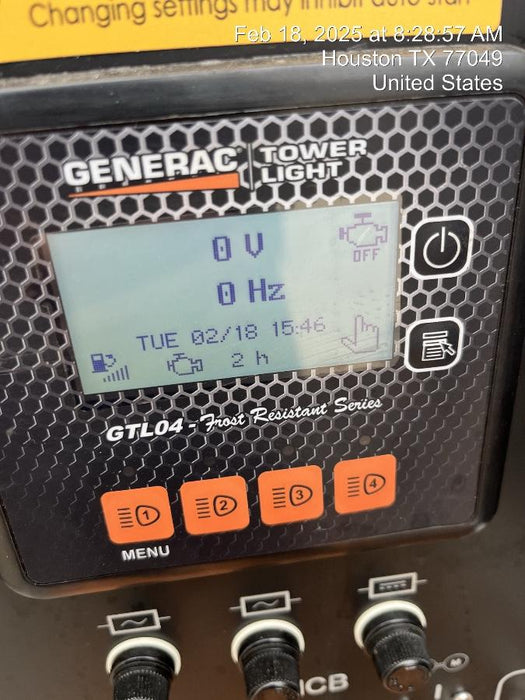 Changing settings may inhibit auto start
Feb 18, 2025 at 8:28:57 AM
Houston TX 77049
United States
GENERAC TOWER
LIGHT
0 V
OFF
0 Hz
TUE 02/18 15:46
2 h
GTL04 - Frost Resistant Series
1 2 3 4
MENU
M